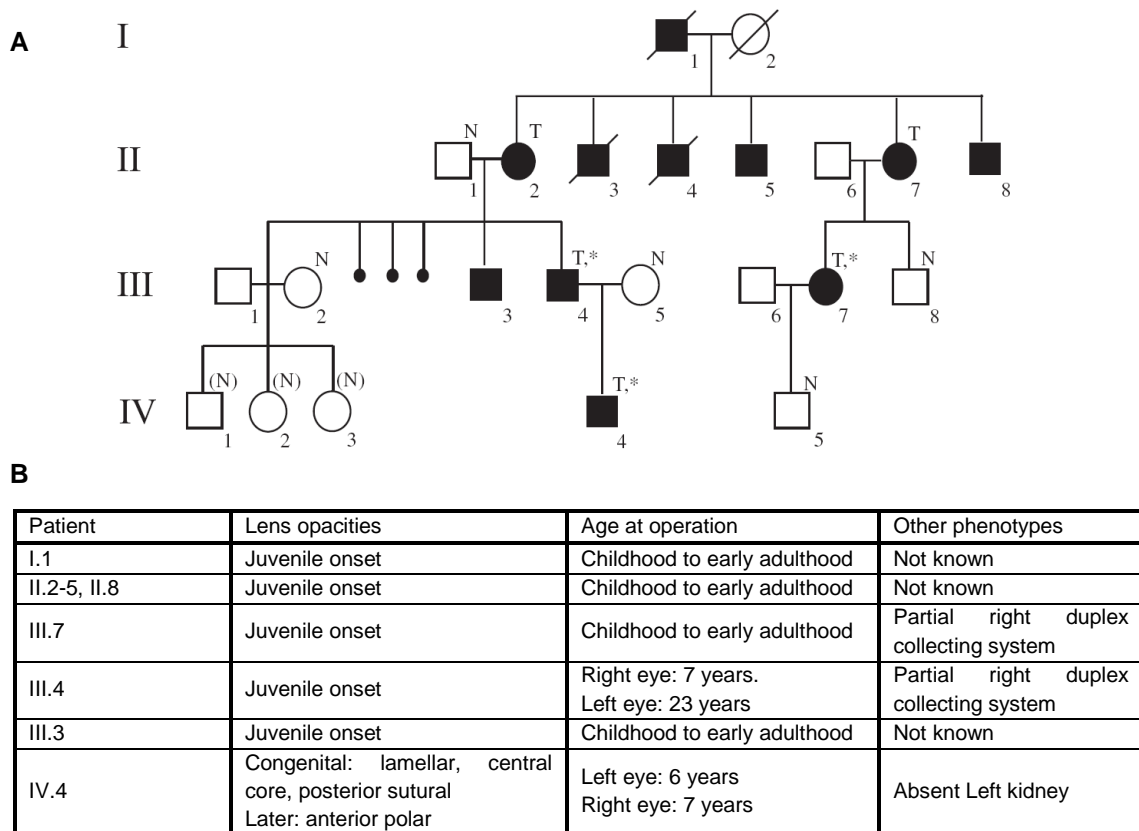 A
I
1
2
N
T
T
II
1
2
3
4
5
6
7
8
N
T,*
N
T,*
N
III
1
2
3
4
5
6
7
8
(N)
(N)
(N)
T,*
N
IV
1
2
3
4
5
B
Patient Lens opacities Age at operation Other phenotypes
I.1 Juvenile onset Childhood to early adulthood Not known
II.2-5, II.8 Juvenile onset Childhood to early adulthood Not known
III.7 Juvenile onset Childhood to early adulthood Partial right duplex
collecting system
III.4 Juvenile onset Right eye: 7 years. Partial right duplex
Left eye: 23 years collecting system
III.3 Juvenile onset Childhood to early adulthood Not known
IV.4 Congenital: lamellar, central Left eye: 6 years Absent Left kidney
core, posterior sutural Right eye: 7 years
Later: anterior polar